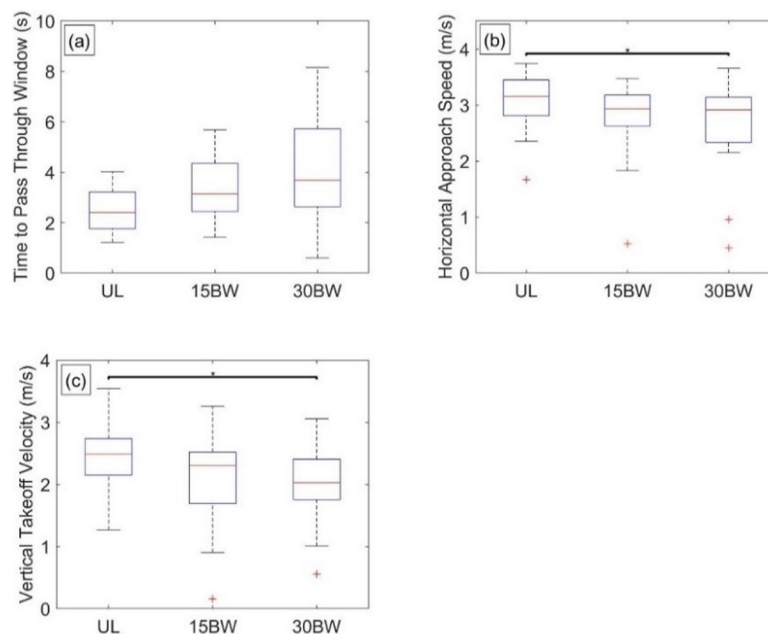 (a)
Time to Pass Through Window (s)
10
8
6
4
2
0
UL 15BW 30BW
(b)
*
Horizontal Approach Speed (m/s)
4
3
2
1
0
UL 15BW 30BW
(c)
*
Vertical Takeoff Velocity (m/s)
4
3
2
1
0
UL 15BW 30BW